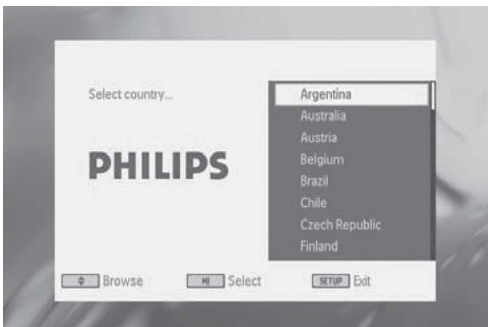 Select country...
PHILIPS
Argentina
Australia
Austria
Belgium
Brazil
Chile
Czech Republic
Finland
Browse
Select
SETUP Exit